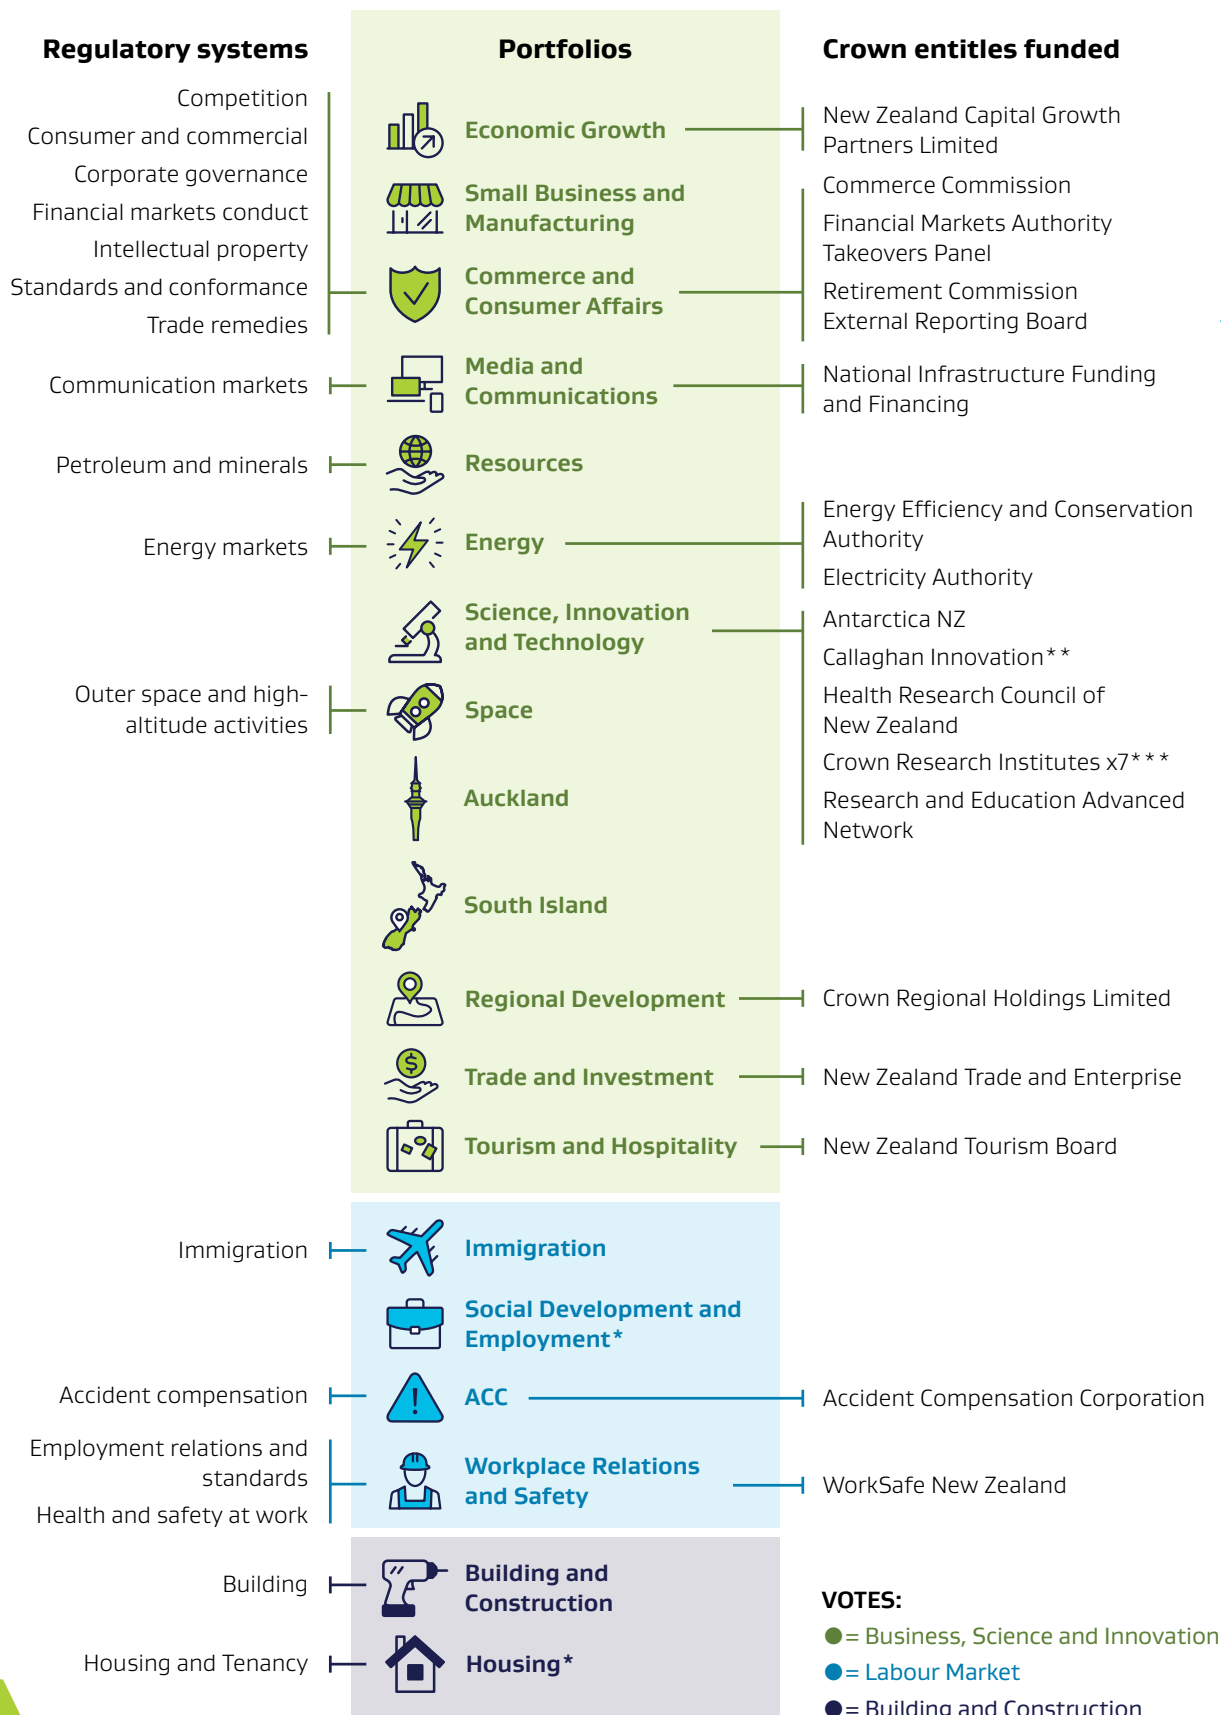 Regulatory systems
Competition
Consumer and commercial
Corporate governance
Financial markets conduct
Intellectual property
Standards and conformance
Trade remedies
Communication markets
Petroleum and minerals
Energy markets
Outer space and high-
altitude activities
Immigration
Accident compensation
Employment relations and
standards
Health and safety at work
Building
Housing and Tenancy
Portfolios
Economic Growth
Small Business and
Manufacturing
Commerce and
Consumer Affairs
Media and
Communications
Resources
Energy
Science, Innovation
and Technology
Space
Auckland
South Island
Regional Development
$
Trade and Investment
Tourism and Hospitality
Immigration
Social Development and
Employment*
!
ACC
Workplace Relations
and Safety
Building and
Construction
Housing*
Crown entitles funded
New Zealand Capital Growth
Partners Limited
Commerce Commission
Financial Markets Authority
Takeovers Panel
Retirement Commission
External Reporting Board
National Infrastructure Funding
and Financing
Energy Efficiency and Conservation
Authority
Electricity Authority
Antarctica NZ
Callaghan Innovation**
Health Research Council of
New Zealand
Crown Research Institutes x7***
Research and Education Advanced
Network
Crown Regional Holdings Limited
New Zealand Trade and Enterprise
New Zealand Tourism Board
Accident Compensation Corporation
WorkSafe New Zealand
VOTES:
= Business, Science and Innovation
= Labour Market
= Building and Construction